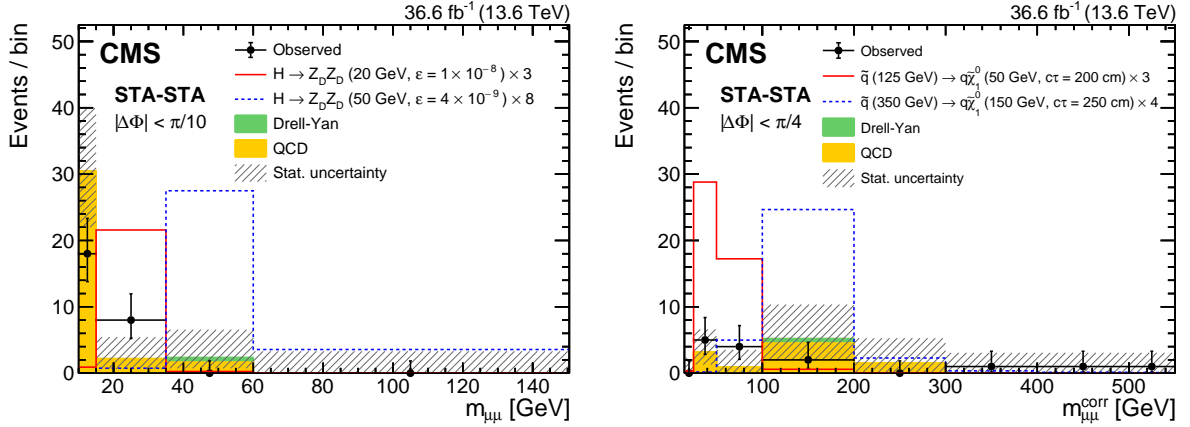 36.6 fb⁻¹ (13.6 TeV)
CMS
STA-STA
|ΔΦ| < π/10
Observed
H → Z_D Z_D (20 GeV, ε = 1 × 10⁻⁸) × 3
H → Z_D Z_D (50 GeV, ε = 4 × 10⁻⁹) × 8
Drell-Yan
QCD
Stat. uncertainty
Events / bin
50
40
30
20
10
0
20 40 60 80 100 120 140
m_μμ [GeV]
36.6 fb⁻¹ (13.6 TeV)
CMS
STA-STA
|ΔΦ| < π/4
Observed
q̃ (125 GeV) → qχ̃₁⁰ (50 GeV, cτ = 200 cm) × 3
q̃ (350 GeV) → qχ̃₁⁰ (150 GeV, cτ = 250 cm) × 4
Drell-Yan
QCD
Stat. uncertainty
Events / bin
50
40
30
20
10
0
100 200 300 400 500
m_μμ^corr [GeV]